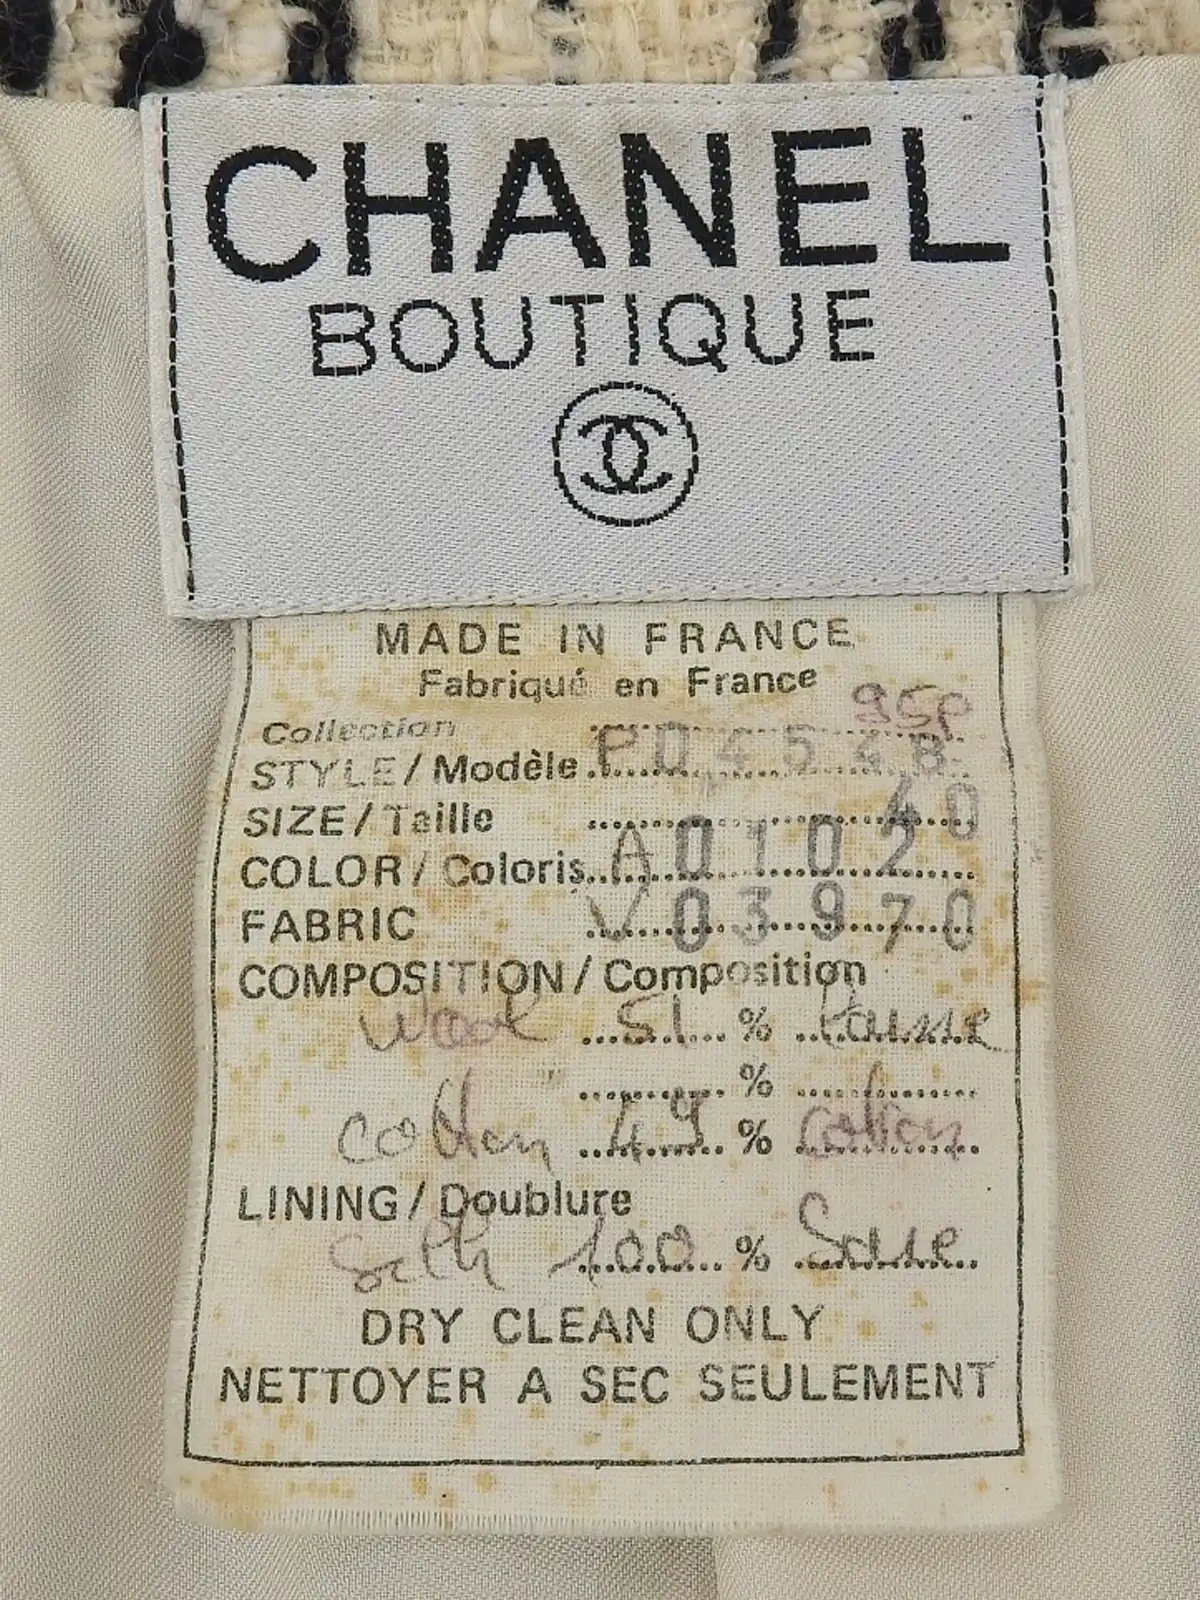 CHANEL
BOUTIQUE
MADE IN FRANCE
Fabriqué en France
95P
Collection
STYLE / Modèle P04548
SIZE / Taille 40
COLOR / Coloris A01020
FABRIC V03970
COMPOSITION / Composition
Wool 51 % Laine
%
cotton 49 % coton
LINING / Doublure
Silk 100 % Soie
DRY CLEAN ONLY
NETTOYER A SEC SEULEMENT